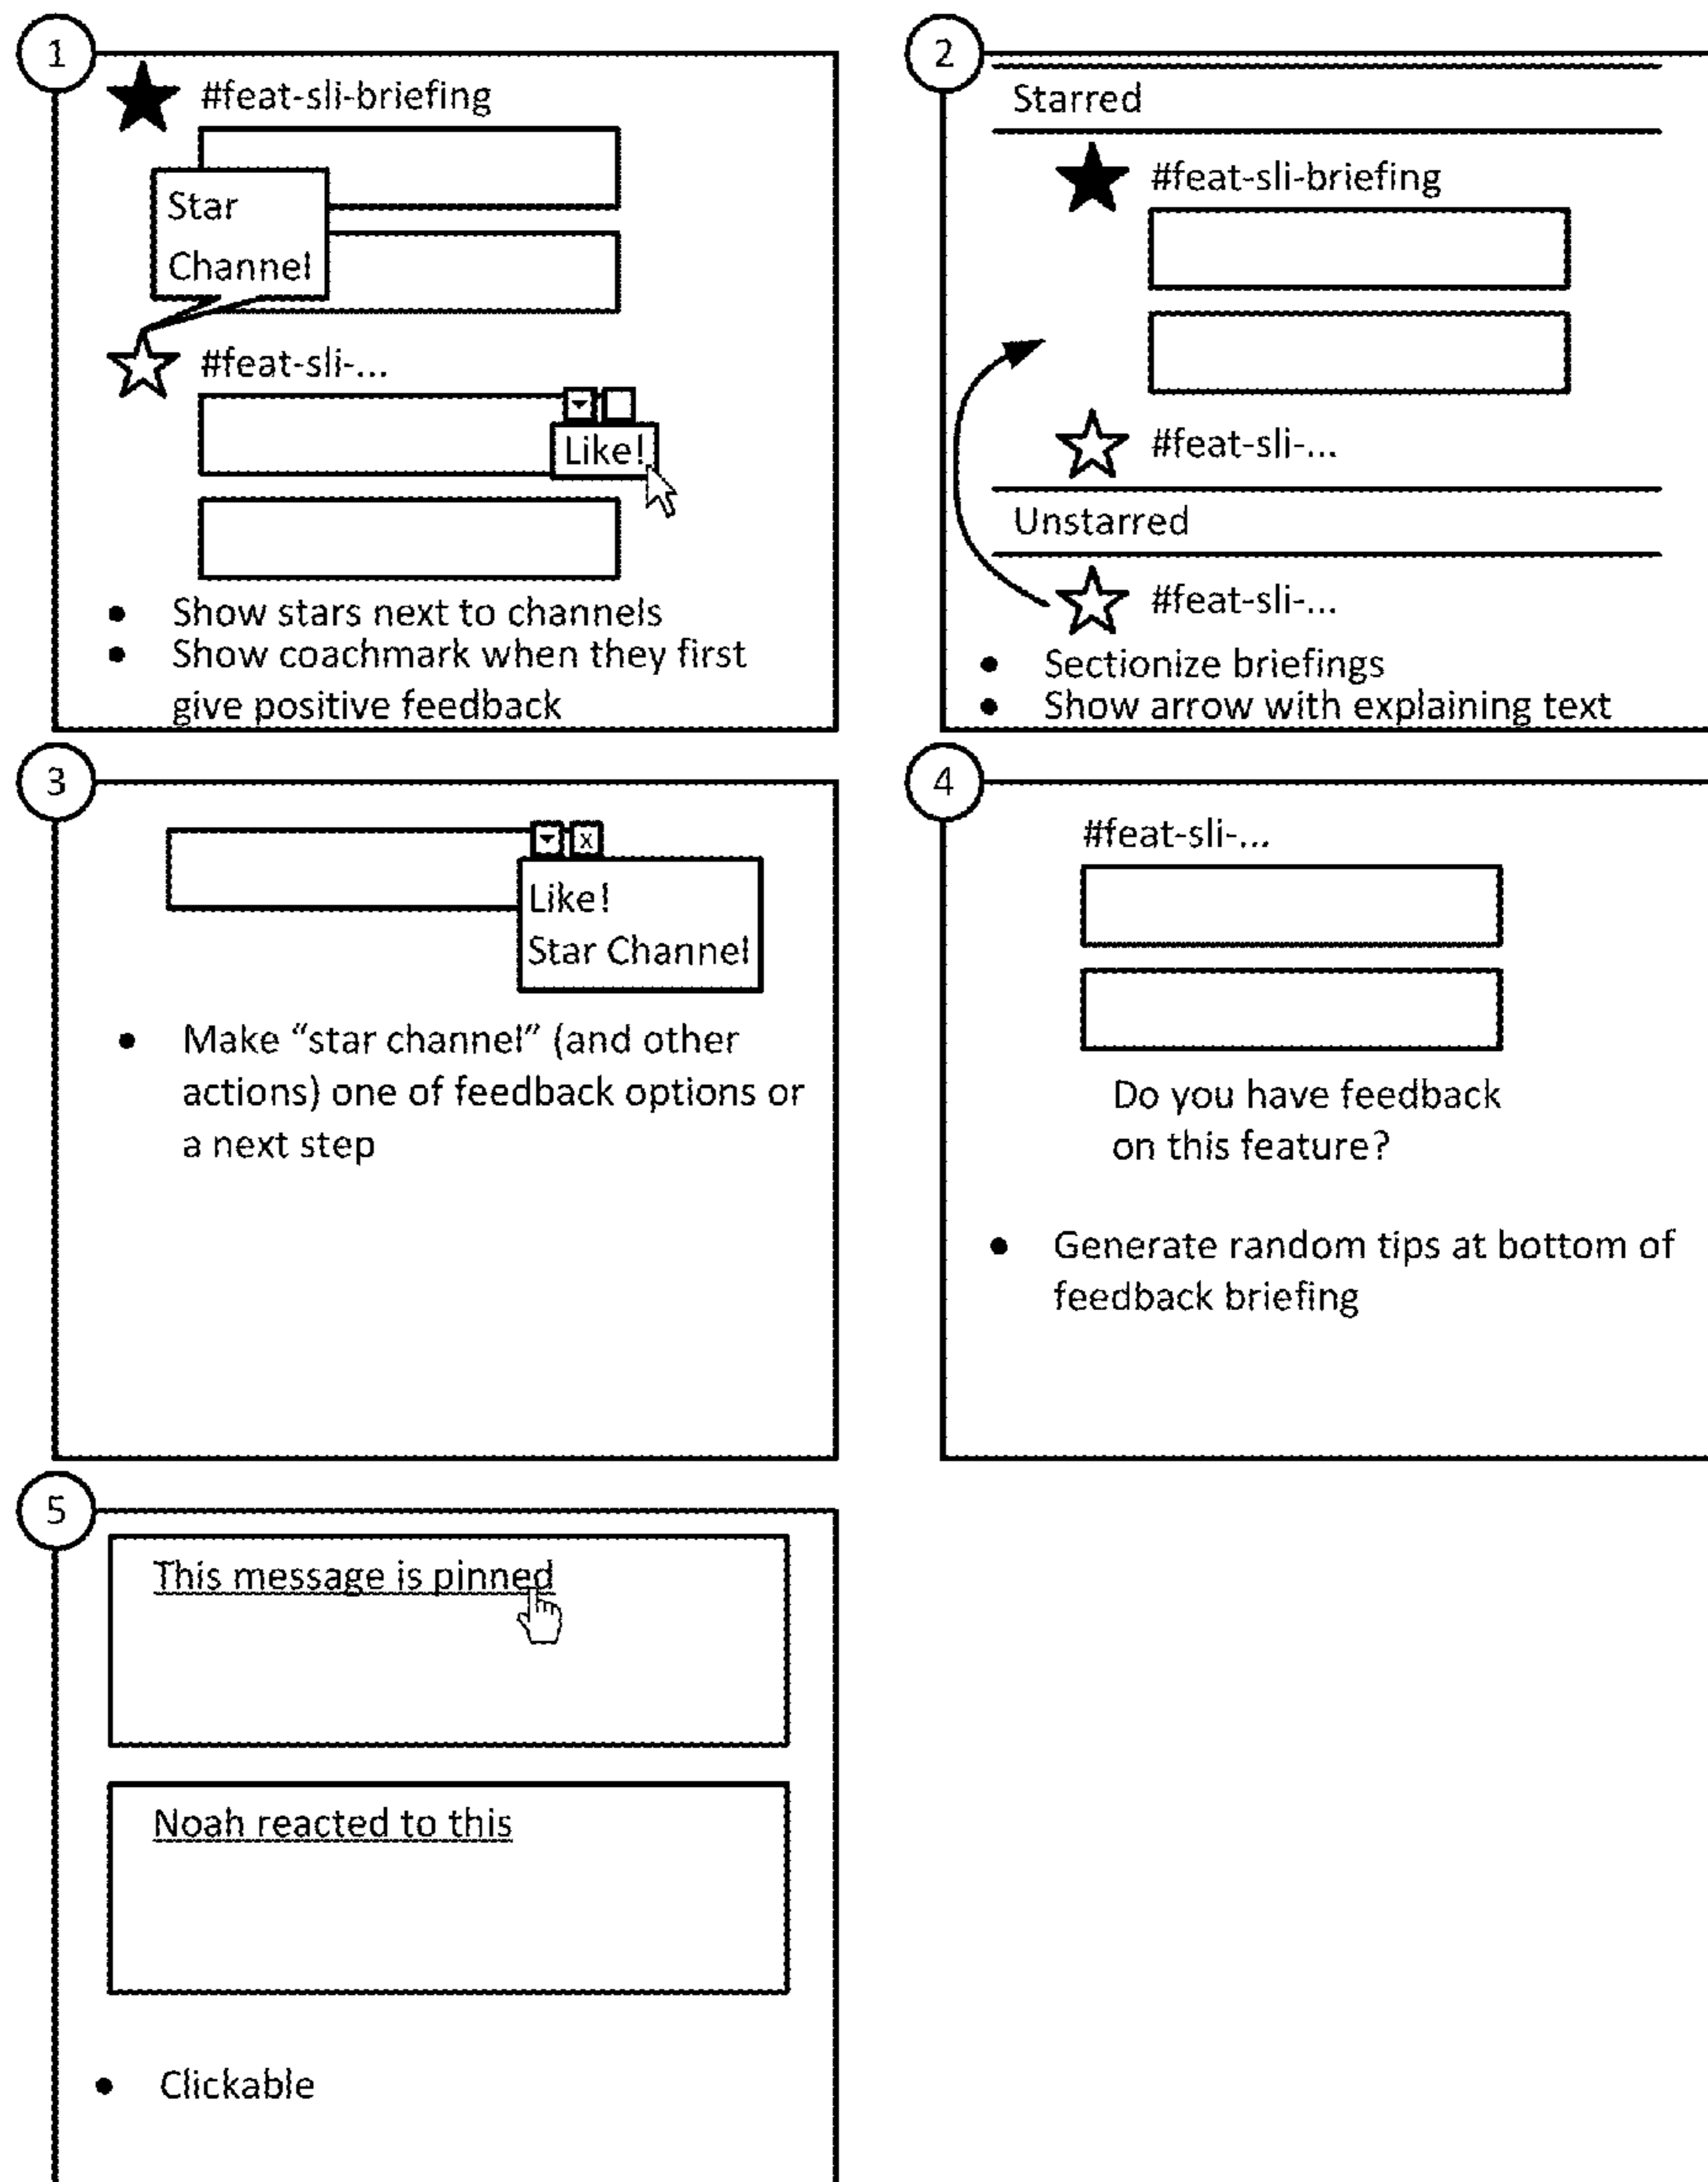 1
#feat-sli-briefing
Star
Channel
#feat-sli-...
Like!
• Show stars next to channels
• Show coachmark when they first
give positive feedback
2
Starred
#feat-sli-briefing
#feat-sli-...
Unstarred
#feat-sli-...
• Sectionize briefings
• Show arrow with explaining text
3
x
Like!
Star Channel
• Make “star channel” (and other
actions) one of feedback options or
a next step
4
#feat-sli-...
Do you have feedback
on this feature?
• Generate random tips at bottom of
feedback briefing
5
This message is pinned
Noah reacted to this
• Clickable